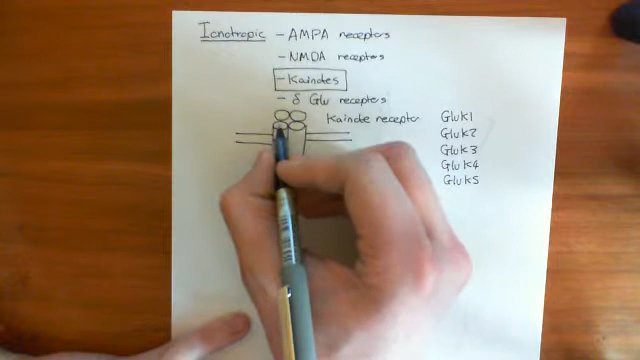 Ionotropic - AMPA receptors
- NMDA receptors
- Kainates
- δ Glu receptors
Kainate receptor
GluK1
GluK2
GluK3
GluK4
GluK5